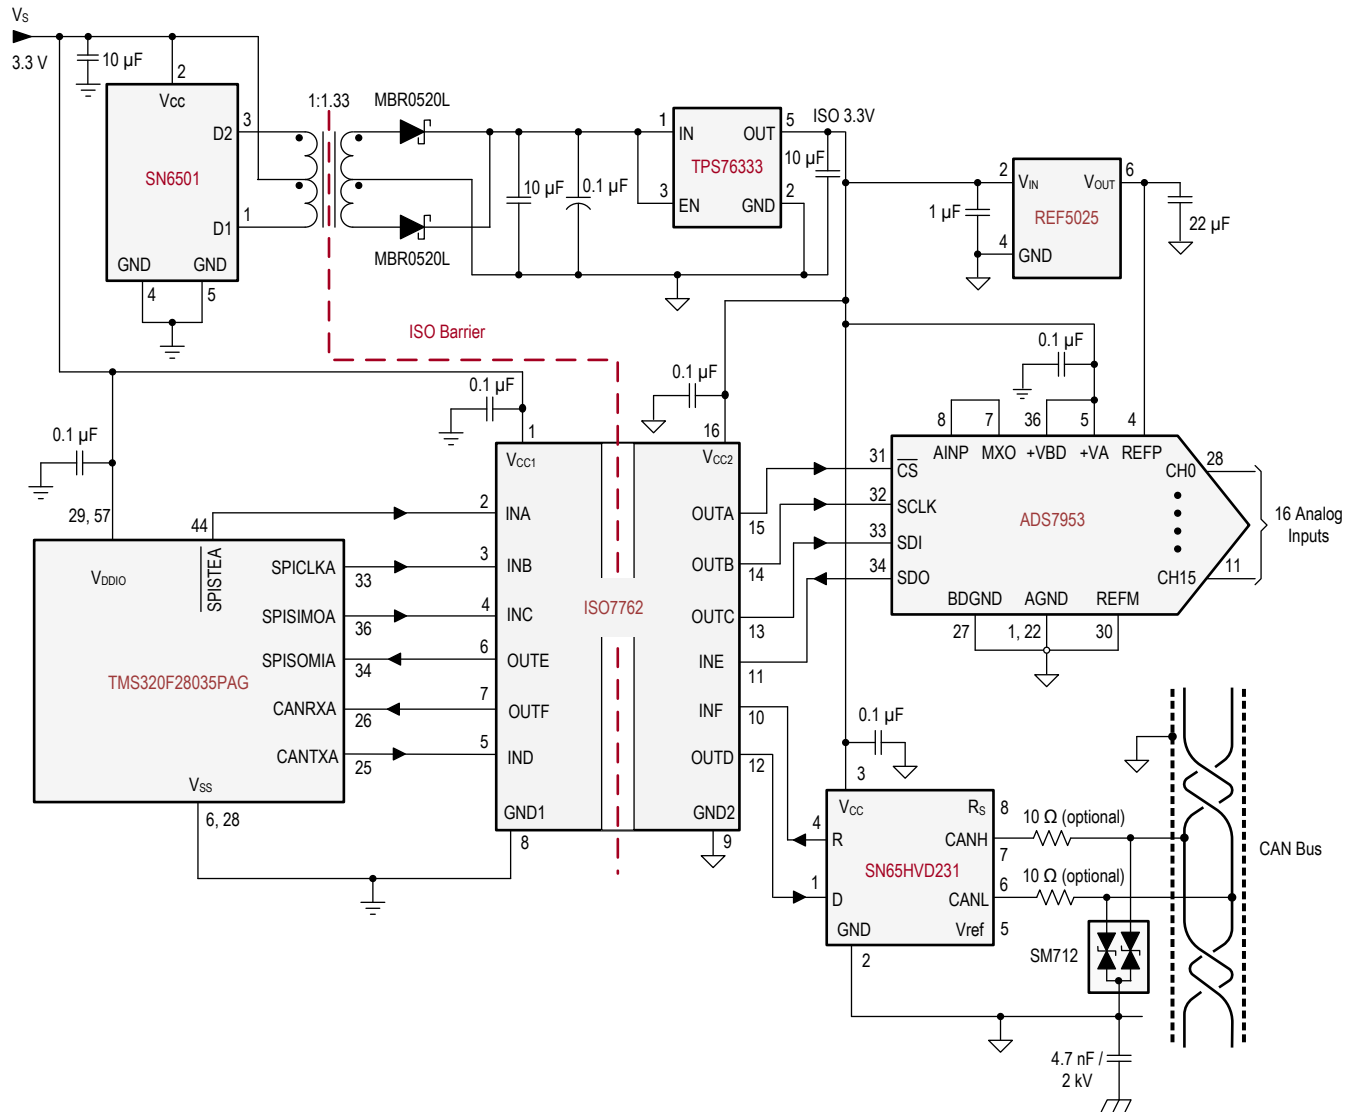 VS
3.3 V
10 µF
2
Vcc
D2
3
SN6501
D1
1
GND
GND
4
5
1:1.33
MBR0520L
MBR0520L
ISO Barrier
10 µF
0.1 µF
1
IN
OUT
5
TPS76333
3
EN
GND
2
ISO 3.3V
10 µF
2
VIN
VOUT
6
REF5025
1 µF
4
GND
22 µF
0.1 µF
29, 57
44
VDDIO
SPISTEA
SPICLKA
33
SPISIMOA
36
SPISOMIA
34
TMS320F28035PAG
CANRXA
26
CANTXA
25
VSS
6, 28
0.1 µF
1
VCC1
2
INA
3
INB
4
INC
6
OUTE
7
OUTF
5
IND
GND1
8
ISO7762
0.1 µF
16
VCC2
OUTA
15
OUTB
14
OUTC
13
INE
11
INF
10
OUTD
12
GND2
9
0.1 µF
8
7
36
5
4
AINP
MXO
+VBD
+VA
REFP
31
CS
32
SCLK
33
SDI
34
SDO
ADS7953
CH0
28
CH15
11
16 Analog
Inputs
BDGND
AGND
REFM
27
1, 22
30
0.1 µF
3
VCC
RS
8
4
R
CANH
7
SN65HVD231
1
D
CANL
6
GND
Vref
5
2
10 Ω (optional)
10 Ω (optional)
SM712
CAN Bus
4.7 nF /
2 kV